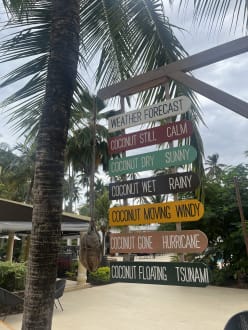 WEATHER FORECAST
COCONUT STILL CALM
COCONUT DRY SUNNY
COCONUT WET RAINY
COCONUT MOVING WINDY
COCONUT GONE HURRICANE
COCONUT FLOATING TSUNAMI